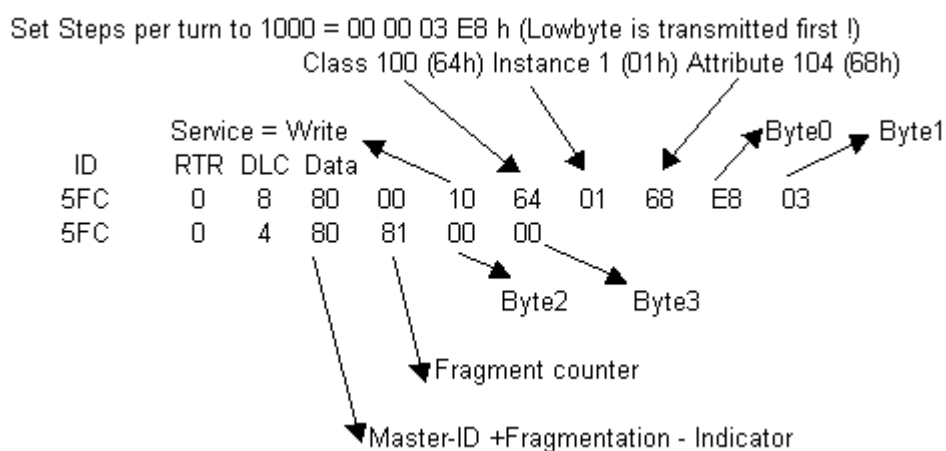 Set Steps per turn to 1000 = 00 00 03 E8 h (Lowbyte is transmitted first !)
Class 100 (64h) Instance 1 (01h) Attribute 104 (68h)
Service = Write Byte0 Byte1
ID RTR DLC Data
5FC 0 8 80 00 10 64 01 68 E8 03
5FC 0 4 80 81 00 00
Byte2 Byte3
Fragment counter
Master-ID +Fragmentation - Indicator